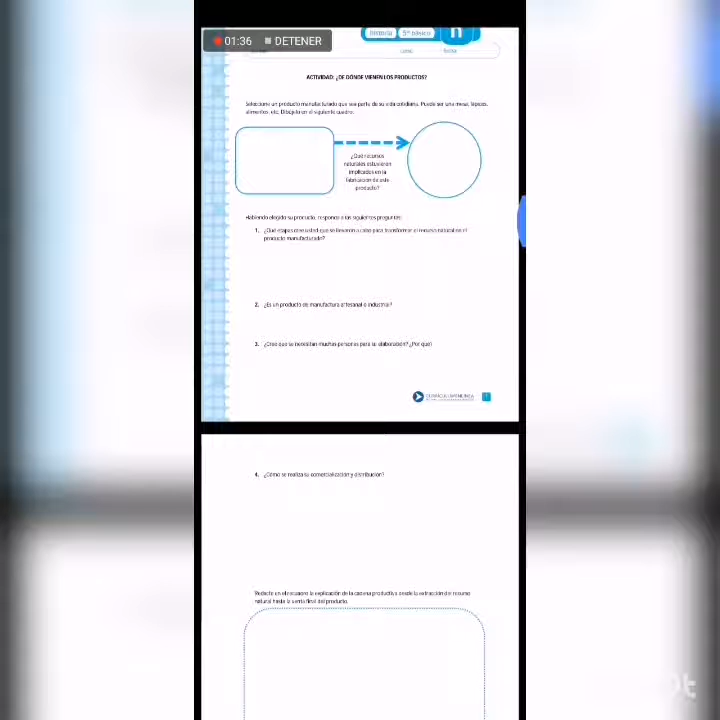 01:36 DETENER
Historia 5° básico
CURSO FECHA
ACTIVIDAD: ¿DE DÓNDE VIENEN LOS PRODUCTOS?
Seleccione un producto manufacturado que sea parte de su vida cotidiana. Puede ser una mesa, lápices,
alimentos, etc. Dibújelo en el siguiente cuadro.
¿Qué recursos
naturales estuvieron
implicados en la
fabricación de este
producto?
Habiendo elegido su producto, responda a las siguientes preguntas:
1. ¿Qué etapas cree usted que se llevaron a cabo para transformar el recurso natural en el
producto manufacturado?
2. ¿Es un producto de manufactura artesanal o industrial?
3. ¿Cree que se necesitan muchas personas para su elaboración? ¿Por qué?
4. ¿Cómo se realiza su comercialización y distribución?
Redacte en el recuadro la explicación de la cadena productiva desde la extracción del recurso
natural hasta la venta final del producto.